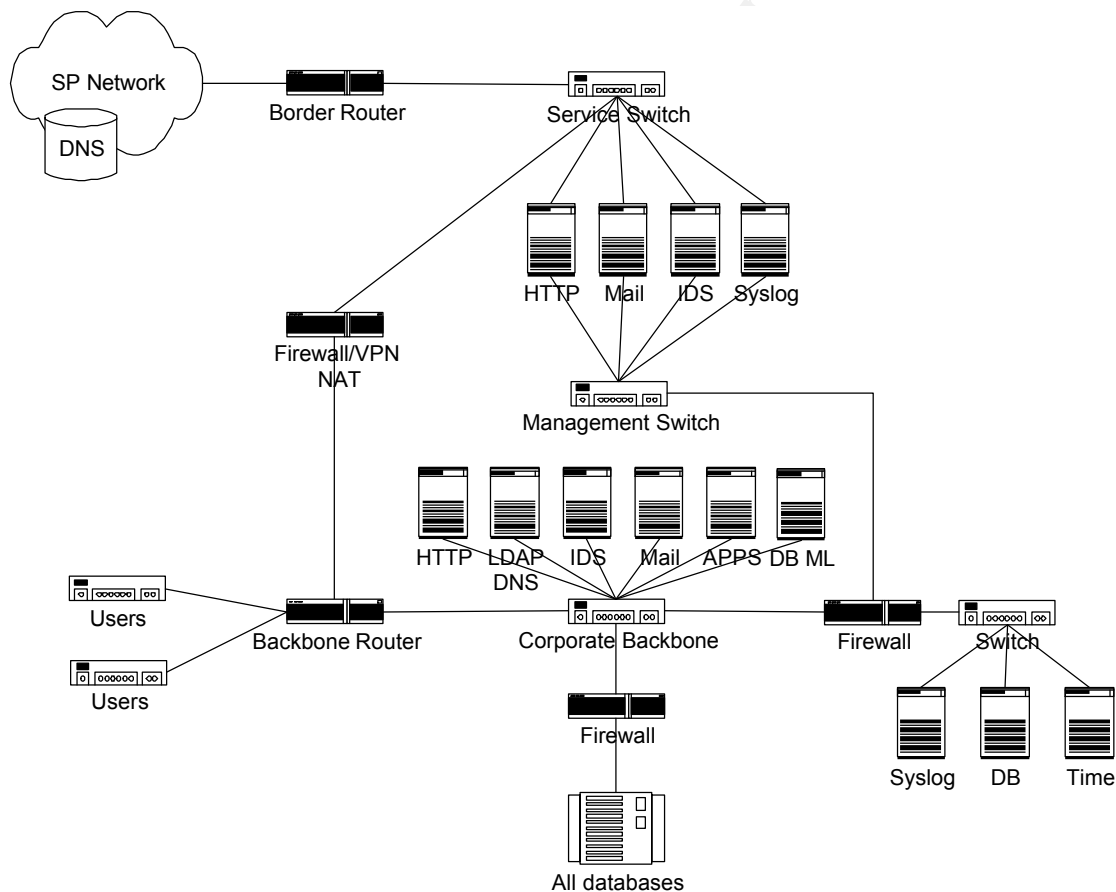 SP Network
DNS
Border Router
Service Switch
HTTP
Mail
IDS
Syslog
Firewall/VPN
NAT
Management Switch
HTTP
LDAP
DNS
IDS
Mail
APPS
DB ML
Users
Users
Backbone Router
Corporate Backbone
Firewall
Switch
Firewall
Syslog
DB
Time
All databases